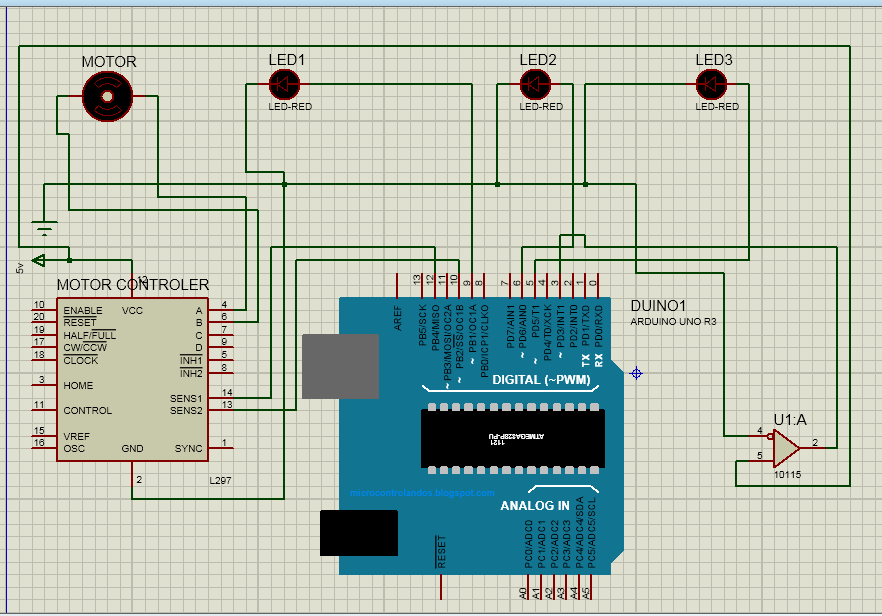 MOTOR
LED1
LED-RED
LED2
LED-RED
LED3
LED-RED
5v
MOTOR CONTROLER
12
10 ENABLE
20 RESET
19 HALF/FULL
17 CW/CCW
18 CLOCK
3 HOME
11 CONTROL
15 VREF
16 OSC
VCC
GND
2
A 4
B 6
C 7
D 9
INH1 5
INH2 8
SENS1 14
SENS2 13
SYNC 1
L297
AREF
13 PB5/SCK
12 PB4/MISO
11 ~PB3/MOSI/OC2A
10 ~PB2/SS/OC1B
9 ~PB1/OC1A
8 PB0/ICP1/CLKO
7 PD7/AIN1
6 ~PD6/AIN0
5 ~PD5/T1
4 PD4/T0/XCK
3 ~PD3/INT1
2 PD2/INT0
1 PD1/TXD
0 PD0/RXD
TX
RX
DIGITAL (~PWM)
DUINO1
ARDUINO UNO R3
ATMEGA328P-PU
1121
microcontrolandos.blogspot.com
ANALOG IN
RESET
PC0/ADC0 A0
PC1/ADC1 A1
PC2/ADC2 A2
PC3/ADC3 A3
PC4/ADC4/SDA A4
PC5/ADC5/SCL A5
U1:A
4
5
2
10115